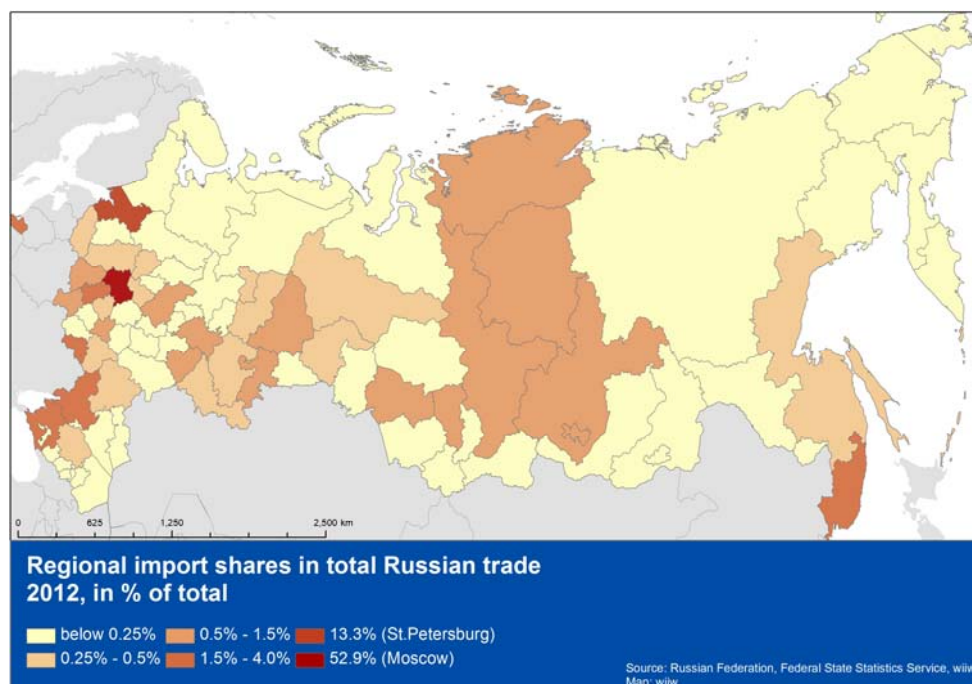 0 625 1,250 2,500 km
Regional import shares in total Russian trade
2012, in % of total
below 0.25% 0.5% - 1.5% 13.3% (St.Petersburg)
0.25% - 0.5% 1.5% - 4.0% 52.9% (Moscow)
Source: Russian Federation, Federal State Statistics Service, wiiw
Map: wiiw